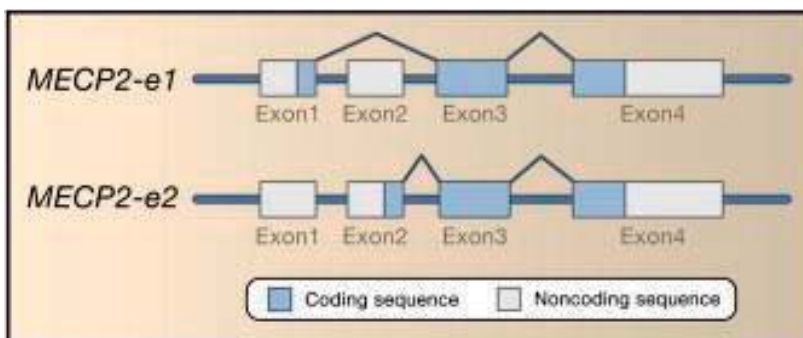 MECP2-e1
Exon1 Exon2 Exon3 Exon4
MECP2-e2
Exon1 Exon2 Exon3 Exon4
Coding sequence Noncoding sequence